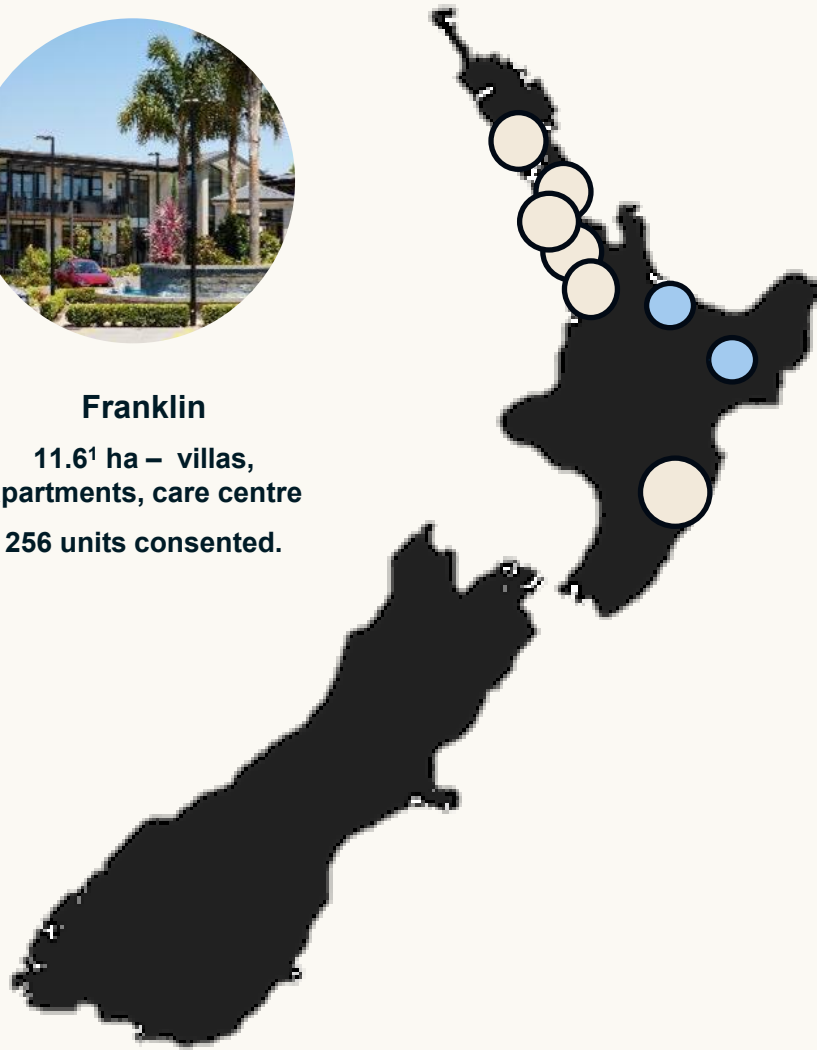 Franklin
11.6¹ ha – villas,
partments, care centre
256 units consented.